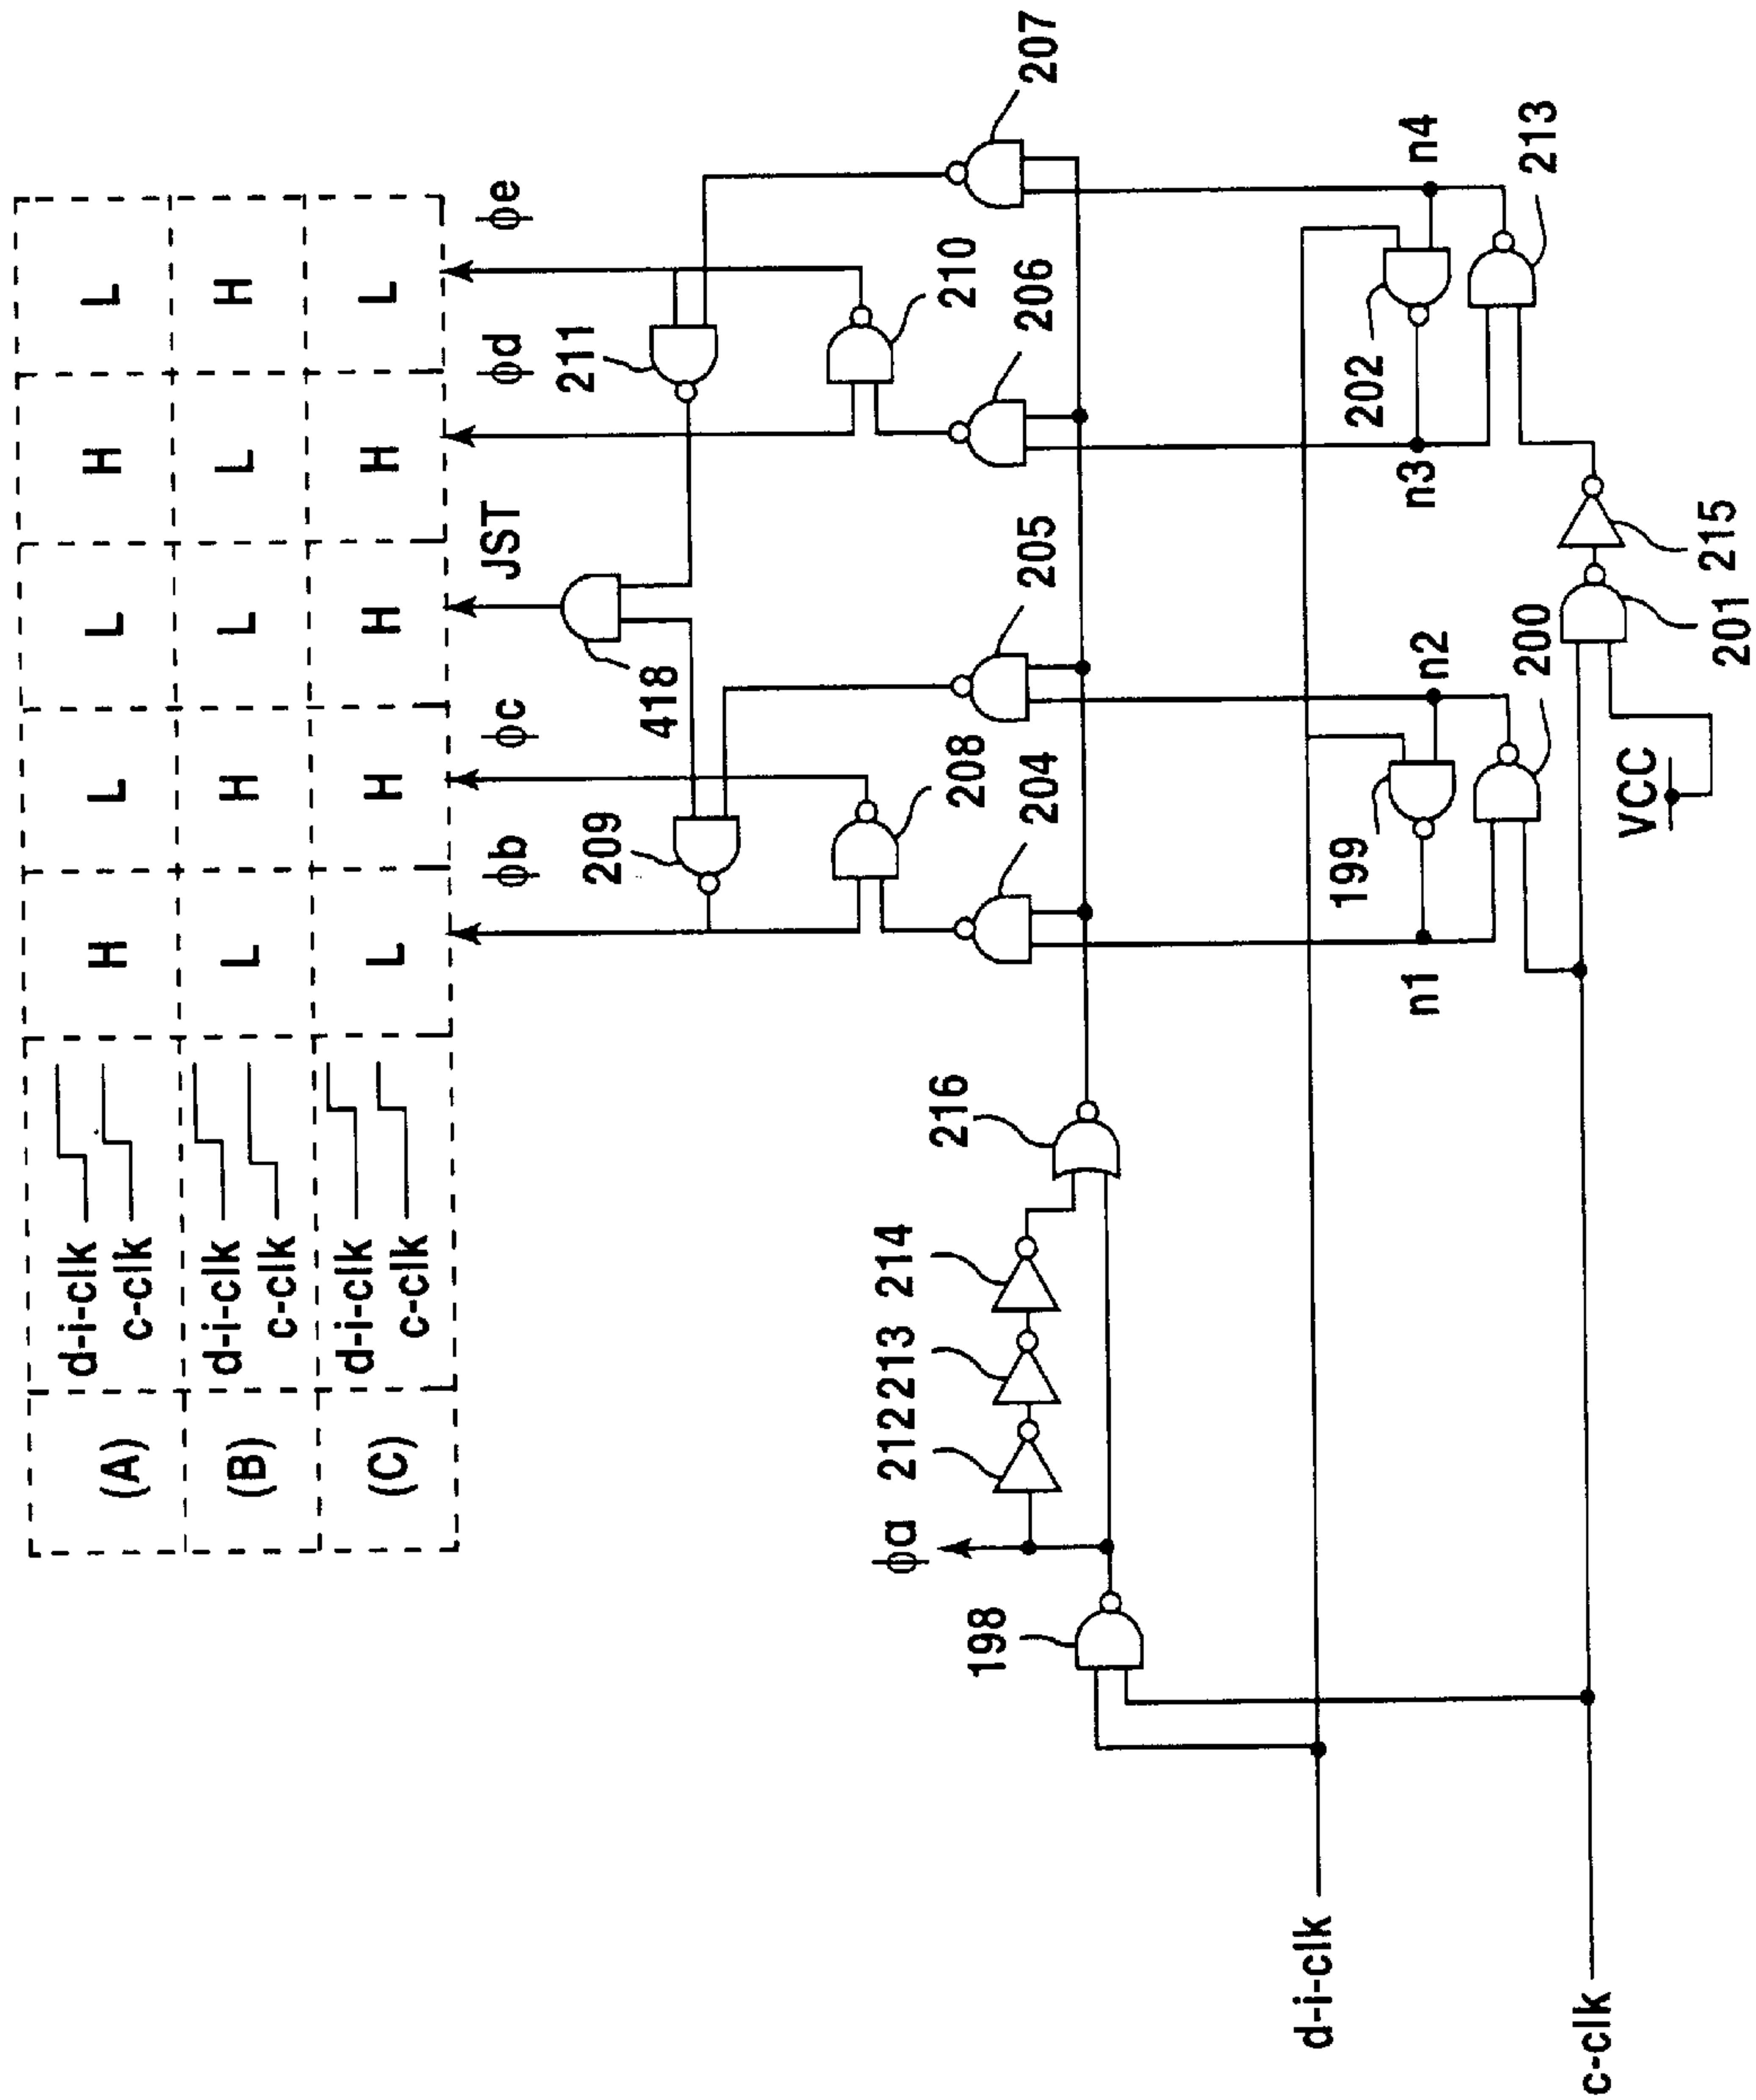 (A) d-i-clk H L L H L
c-clk
(B) d-i-clk L H L L H
c-clk
(C) d-i-clk L H H H L
c-clk
ϕb ϕc JST ϕd ϕe
209 211
418
ϕa 212 213 214 216 208 210
198 204 205 206 207
d-i-clk 199 202
n1 n2 n3 n4
200 213
c-clk VCC
201 215